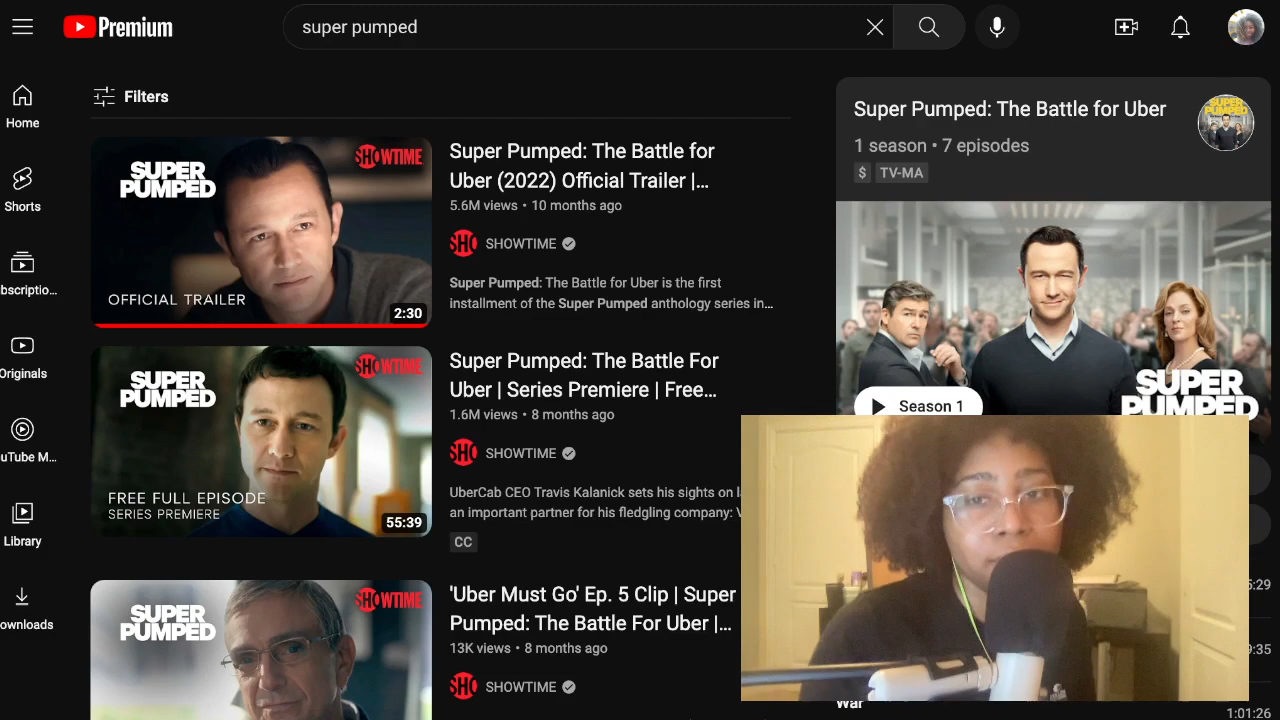 Premium
super pumped
Home
Shorts
bscriptio...
Originals
uTube M...
Library
ownloads
Filters
SUPER
PUMPED
SHOWTIME
OFFICIAL TRAILER
2:30
Super Pumped: The Battle for
Uber (2022) Official Trailer |...
5.6M views • 10 months ago
SHO SHOWTIME
Super Pumped: The Battle for Uber is the first
installment of the Super Pumped anthology series in...
SUPER
PUMPED
SHOWTIME
FREE FULL EPISODE
SERIES PREMIERE
55:39
Super Pumped: The Battle For
Uber | Series Premiere | Free...
1.6M views • 8 months ago
SHO SHOWTIME
UberCab CEO Travis Kalanick sets his sights on
an important partner for his fledgling company:
CC
SUPER
PUMPED
SHOWTIME
'Uber Must Go' Ep. 5 Clip | Super
Pumped: The Battle For Uber |...
13K views • 8 months ago
SHO SHOWTIME
Super Pumped: The Battle for Uber
1 season • 7 episodes
$ TV-MA
SUPER
PUMPED
SUPER
PUMPED
Season 1
5:29
9:35
War
1:01:26